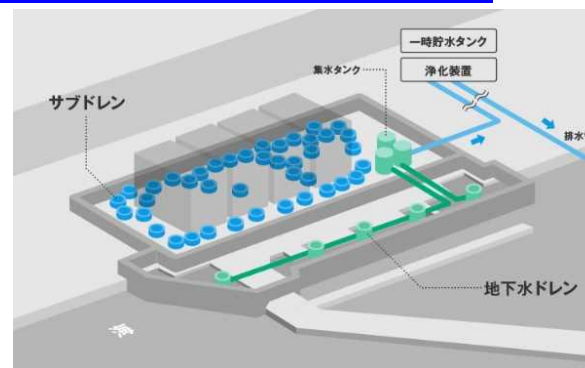 一時貯水タンク
集水タンク
浄化装置
サブドレン
排水
地下水ドレン
海